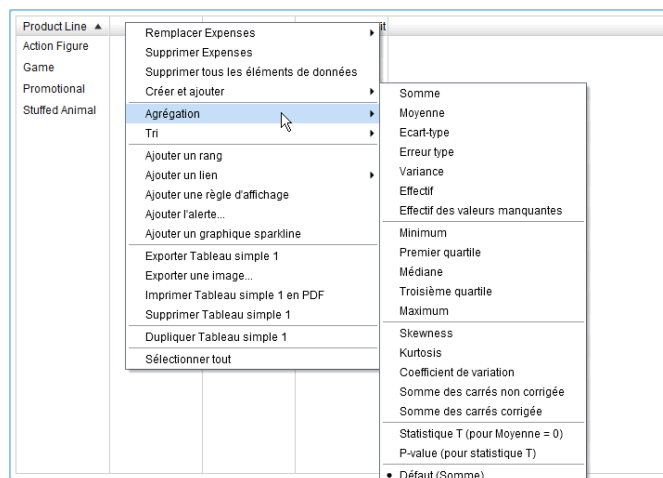 Product Line ▲
it
Action Figure
Game
Promotional
Stuffed Animal
Remplacer Expenses
Supprimer Expenses
Supprimer tous les éléments de données
Créer et ajouter
Agrégation
Tri
Ajouter un rang
Ajouter un lien
Ajouter une règle d'affichage
Ajouter l'alerte...
Ajouter un graphique sparkline
Exporter Tableau simple 1
Exporter une image...
Imprimer Tableau simple 1 en PDF
Supprimer Tableau simple 1
Dupliquer Tableau simple 1
Sélectionner tout
Somme
Moyenne
Ecart-type
Erreur type
Variance
Effectif
Effectif des valeurs manquantes
Minimum
Premier quartile
Médiane
Troisième quartile
Maximum
Skewness
Kurtosis
Coefficient de variation
Somme des carrés non corrigée
Somme des carrés corrigée
Statistique T (pour Moyenne = 0)
P-value (pour statistique T)
• Défaut (Somme)